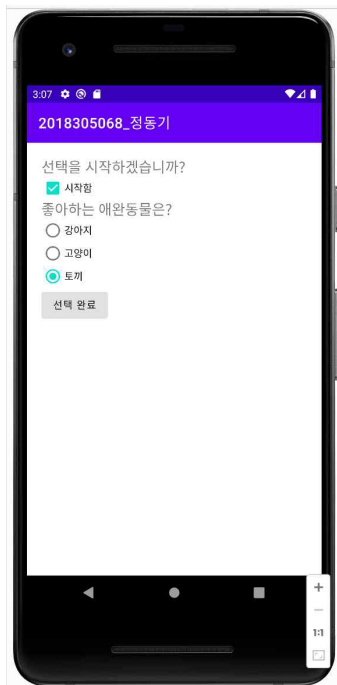 3:07
2018305068_정동기
선택을 시작하겠습니까?
시작함
좋아하는 애완동물은?
강아지
고양이
토끼
선택 완료
1:1